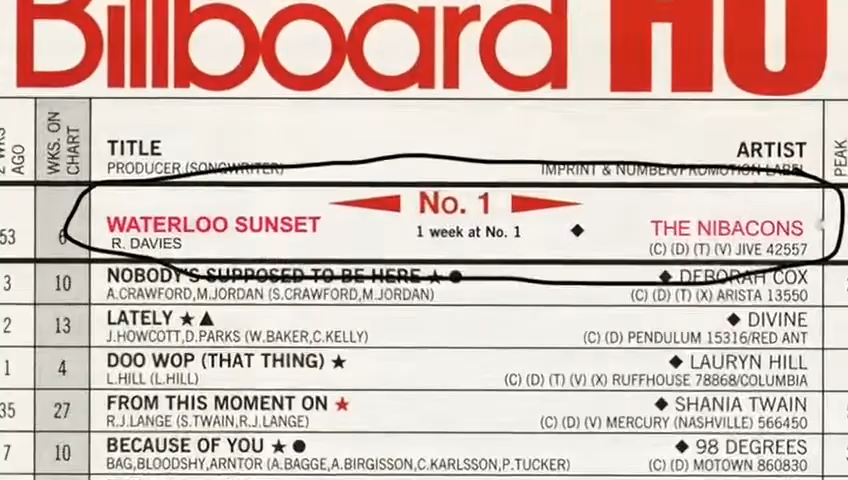 Billboard HO
2 WKS AGO
WKS. ON CHART
TITLE
ARTIST
PEAK
PRODUCER (SONGWRITER)
IMPRINT & NUMBER/PROMOTION LABEL
No. 1
53 6 WATERLOO SUNSET 1 week at No. 1 ◆ THE NIBACONS
R. DAVIES (C) (D) (T) (V) JIVE 42557
3 10 NOBODY'S SUPPOSED TO BE HERE ★ ● ◆ DEBORAH COX
A.CRAWFORD,M.JORDAN (S.CRAWFORD,M.JORDAN) (C) (D) (T) (X) ARISTA 13550
2 13 LATELY ★ ▲ ◆ DIVINE
J.HOWCOTT,D.PARKS (W.BAKER,C.KELLY) (C) (D) PENDULUM 15316/RED ANT
1 4 DOO WOP (THAT THING) ★ ◆ LAURYN HILL
L.HILL (L.HILL) (C) (D) (T) (V) (X) RUFFHOUSE 78868/COLUMBIA
35 27 FROM THIS MOMENT ON ★ ◆ SHANIA TWAIN
R.J.LANGE (S.TWAIN,R.J.LANGE) (C) (D) (V) MERCURY (NASHVILLE) 566450
7 10 BECAUSE OF YOU ★ ● ◆ 98 DEGREES
BAG,BLOODSHY,ARNTOR (A.BAGGE,A.BIRGISSON,C.KARLSSON,P.TUCKER) (C) (D) MOTOWN 860830